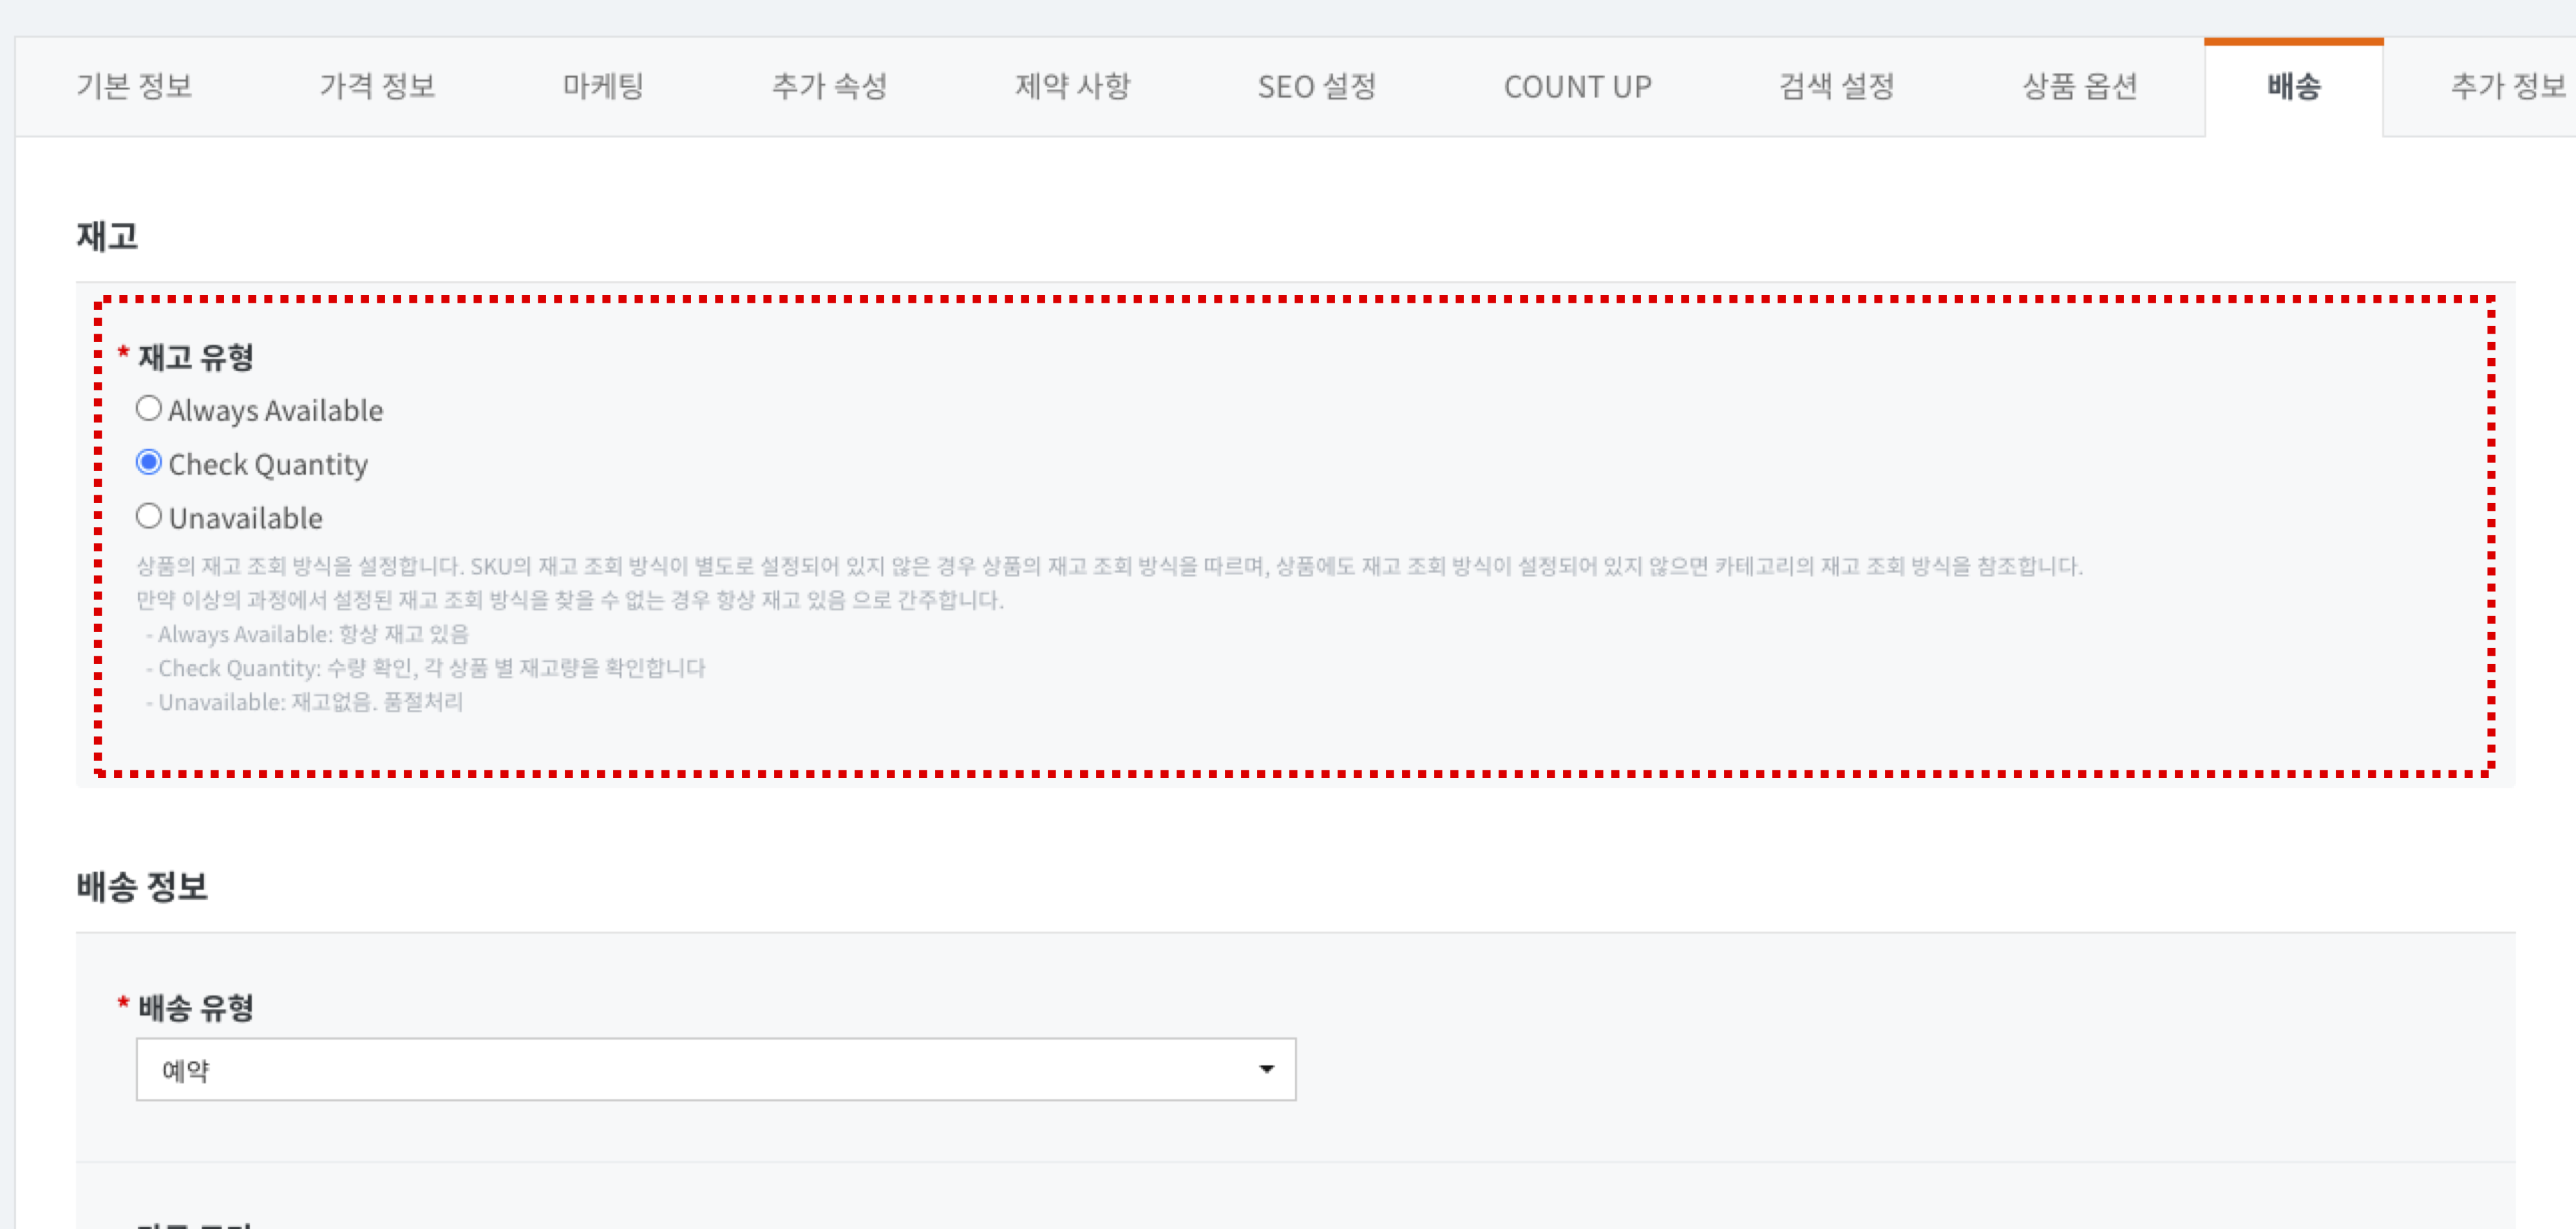 기본 정보 가격 정보 마케팅 추가 속성 제약 사항 SEO 설정 COUNT UP 검색 설정 상품 옵션 배송 추가 정보
재고
* 재고 유형
Always Available
Check Quantity
Unavailable
상품의 재고 조회 방식을 설정합니다. SKU의 재고 조회 방식이 별도로 설정되어 있지 않은 경우 상품의 재고 조회 방식을 따르며, 상품에도 재고 조회 방식이 설정되어 있지 않으면 카테고리의 재고 조회 방식을 참조합니다.
만약 이상의 과정에서 설정된 재고 조회 방식을 찾을 수 없는 경우 항상 재고 있음 으로 간주합니다.
- Always Available: 항상 재고 있음
- Check Quantity: 수량 확인, 각 상품 별 재고량을 확인합니다
- Unavailable: 재고없음. 품절처리
배송 정보
* 배송 유형
예약